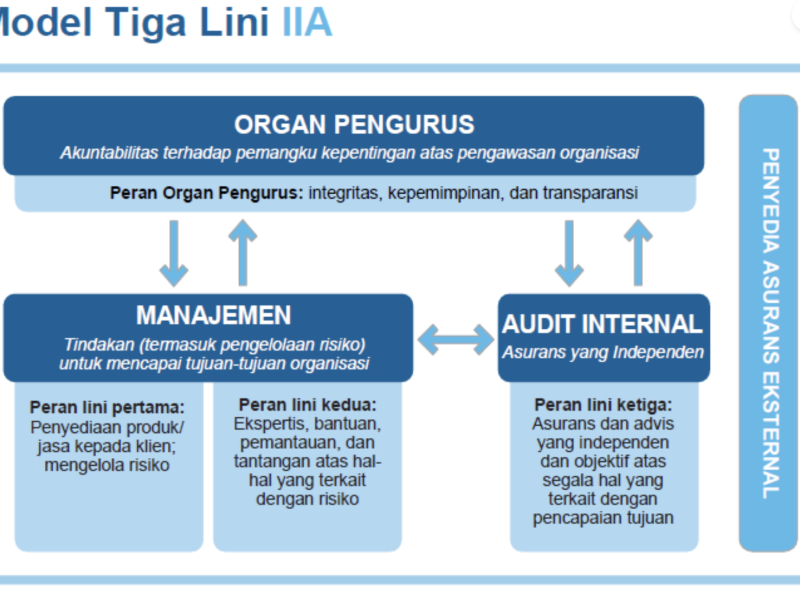 Model Tiga Lini IIA
ORGAN PENGURUS
Akuntabilitas terhadap pemangku kepentingan atas pengawasan organisasi
Peran Organ Pengurus: integritas, kepemimpinan, dan transparansi
MANAJEMEN
Tindakan (termasuk pengelolaan risiko)
untuk mencapai tujuan-tujuan organisasi
Peran lini pertama:
Penyediaan produk/
jasa kepada klien;
mengelola risiko
Peran lini kedua:
Ekspertis, bantuan,
pemantauan, dan
tantangan atas hal-
hal yang terkait
dengan risiko
AUDIT INTERNAL
Asurans yang Independen
Peran lini ketiga:
Asurans dan advis
yang independen
dan objektif atas
segala hal yang
terkait dengan
pencapaian tujuan
PENYEDIA ASURANS EKSTERNAL